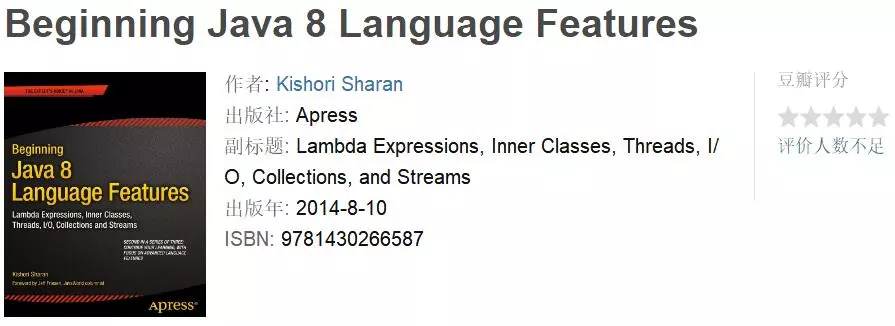 Beginning Java 8 Language Features
THE EXPERT'S VOICE® IN JAVA
Beginning
Java 8
Language Features
Lambda Expressions, Inner Classes,
Threads, I/O, Collections and Streams
SECOND IN A SERIES OF THREE:
CONTINUE YOUR LEARNING, WITH
FOCUS ON ADVANCED LANGUAGE
FEATURES
Kishori Sharan
Foreword by Jeff Friesen, JavaWorld columnist
Apress®
作者: Kishori Sharan
出版社: Apress
副标题: Lambda Expressions, Inner Classes, Threads, I/
O, Collections, and Streams
出版年: 2014-8-10
ISBN: 9781430266587
豆瓣评分
评价人数不足